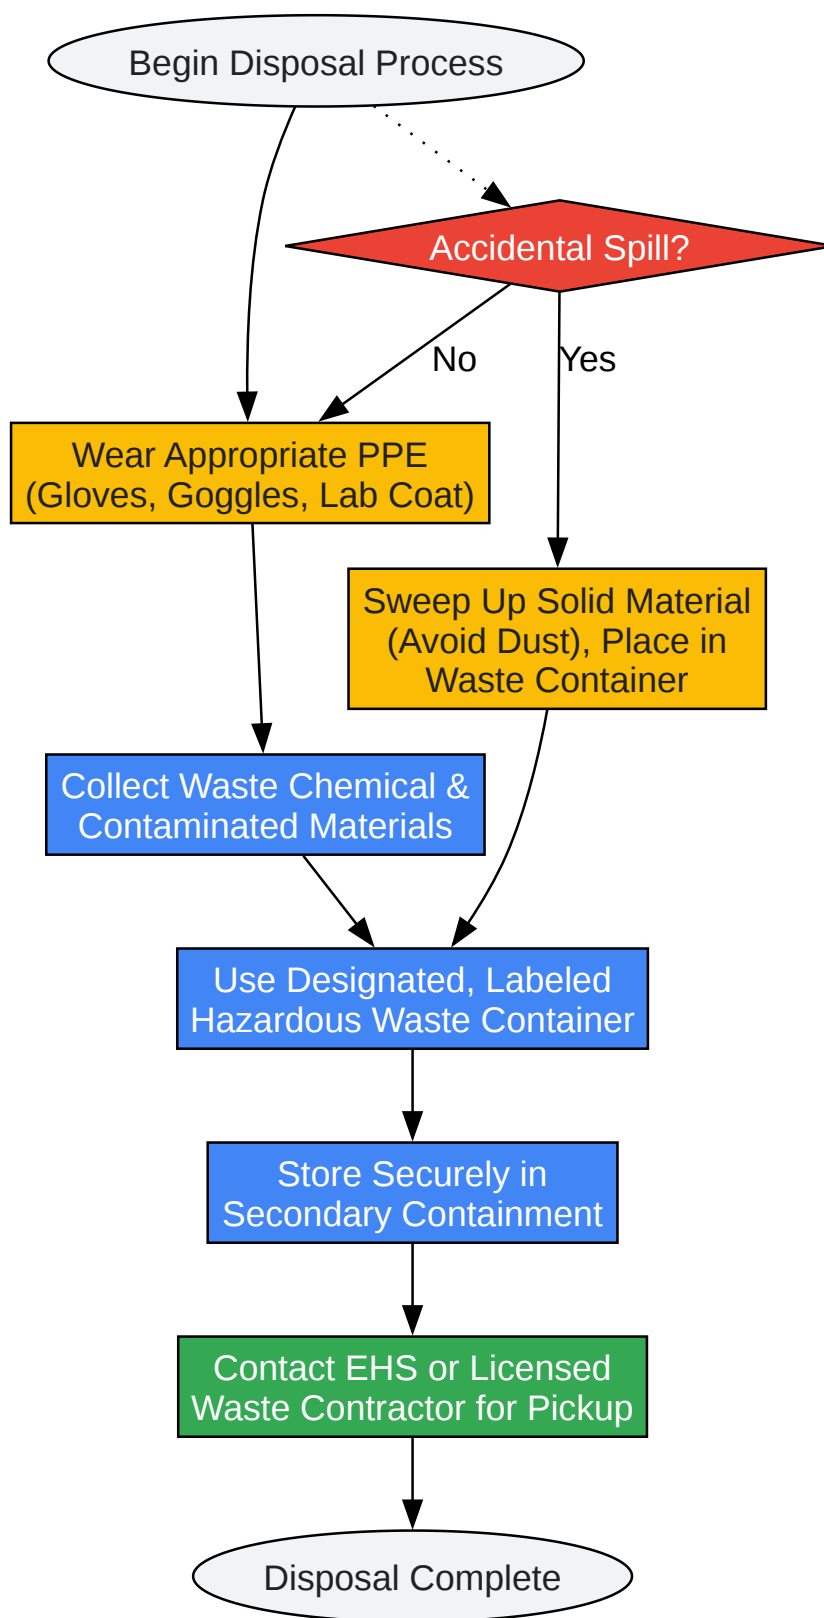 Begin Disposal Process
Accidental Spill?
No
Yes
Wear Appropriate PPE
(Gloves, Goggles, Lab Coat)
Sweep Up Solid Material
(Avoid Dust), Place in
Waste Container
Collect Waste Chemical &
Contaminated Materials
Use Designated, Labeled
Hazardous Waste Container
Store Securely in
Secondary Containment
Contact EHS or Licensed
Waste Contractor for Pickup
Disposal Complete